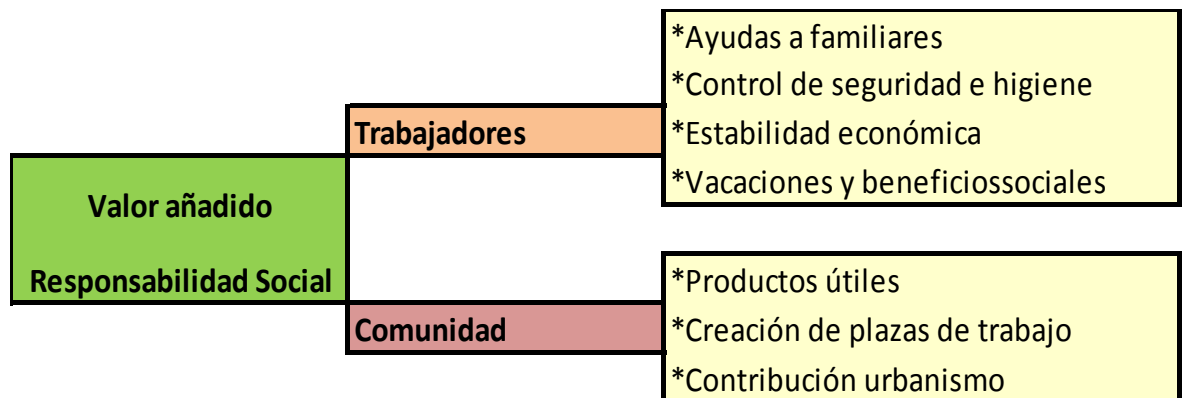 Valor añadido
Responsabilidad Social
Trabajadores
*Ayudas a familiares
*Control de seguridad e higiene
*Estabilidad económica
*Vacaciones y beneficiossociales
Comunidad
*Productos útiles
*Creación de plazas de trabajo
*Contribución urbanismo